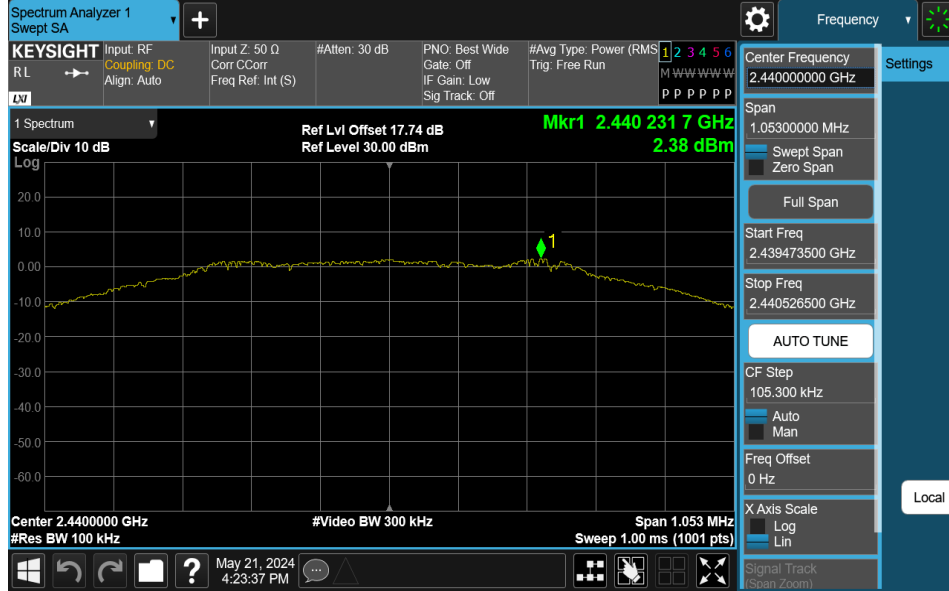 Spectrum Analyzer 1
Swept SA
+
Frequency
KEYSIGHT
RL
LXI
Input: RF
Coupling: DC
Align: Auto
Input Z: 50 Ω
Corr CCorr
Freq Ref: Int (S)
#Atten: 30 dB
PNO: Best Wide
Gate: Off
IF Gain: Low
Sig Track: Off
#Avg Type: Power (RMS
Trig: Free Run
1 2 3 4 5 6
M W W W W W
P P P P P P
1 Spectrum
Scale/Div 10 dB
Log
Ref Lvl Offset 17.74 dB
Ref Level 30.00 dBm
Mkr1 2.440 231 7 GHz
2.38 dBm
20.0
10.0
0.00
-10.0
-20.0
-30.0
-40.0
-50.0
-60.0
1
Center 2.4400000 GHz
#Res BW 100 kHz
#Video BW 300 kHz
Span 1.053 MHz
Sweep 1.00 ms (1001 pts)
?
May 21, 2024
4:23:37 PM
Center Frequency
2.440000000 GHz
Span
1.05300000 MHz
Swept Span
Zero Span
Full Span
Start Freq
2.439473500 GHz
Stop Freq
2.440526500 GHz
AUTO TUNE
CF Step
105.300 kHz
Auto
Man
Freq Offset
0 Hz
X Axis Scale
Log
Lin
Signal Track
(Span Zoom)
Settings
Local